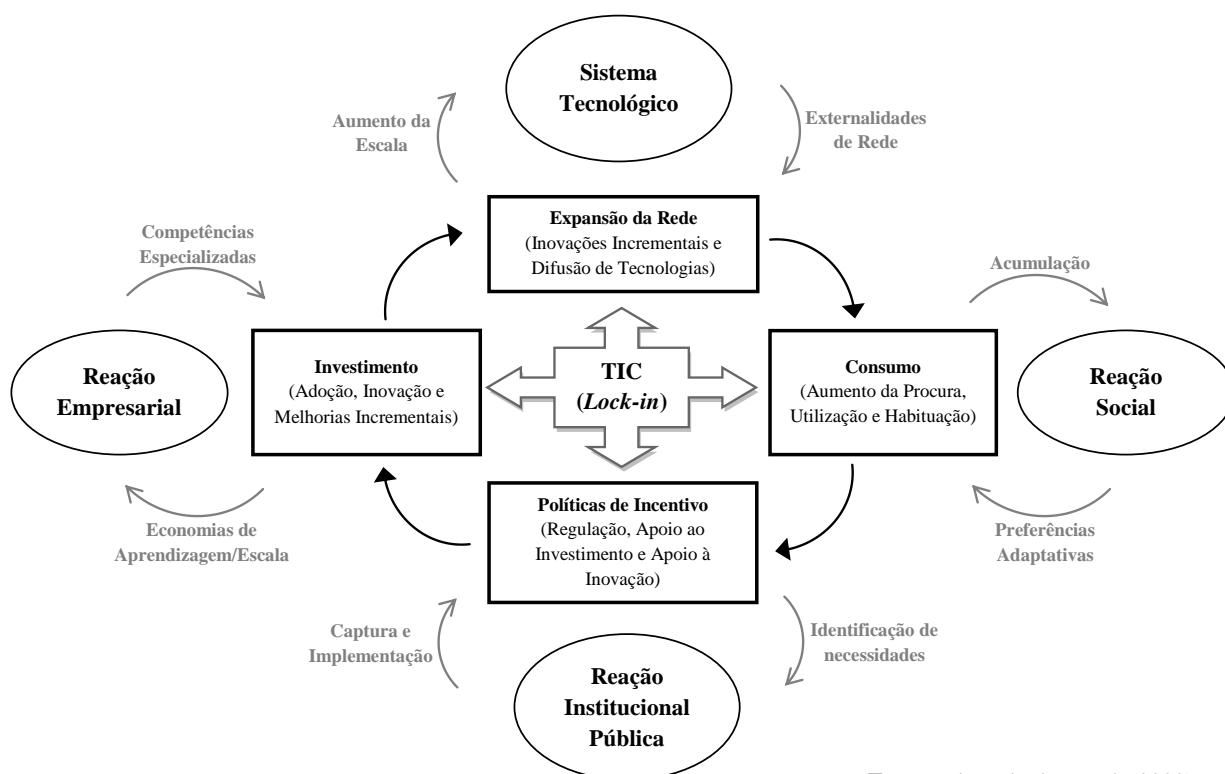 Sistema
Tecnológico
Aumento da
Escala
Externalidades
de Rede
Expansão da Rede
(Inovações Incrementais e
Difusão de Tecnologias)
Competências
Especializadas
Acumulação
Reação
Empresarial
Investimento
(Adoção, Inovação e
Melhorias Incrementais)
TIC
(Lock-in)
Consumo
(Aumento da Procura,
Utilização e Habituação)
Reação
Social
Economias de
Aprendizagem/Escala
Políticas de Incentivo
(Regulação, Apoio ao
Investimento e Apoio à
Inovação)
Preferências
Adaptativas
Captura e
Implementação
Identificação de
necessidades
Reação
Institucional
Pública